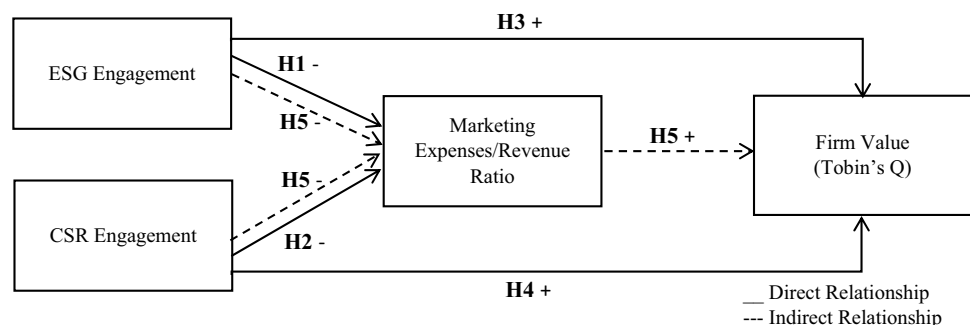 H3 +
ESG Engagement
H1 -
H5 -
Marketing
Expenses/Revenue
Ratio
H5 +
Firm Value
(Tobin's Q)
H5 -
CSR Engagement
H2 -
H4 +
__ Direct Relationship
--- Indirect Relationship